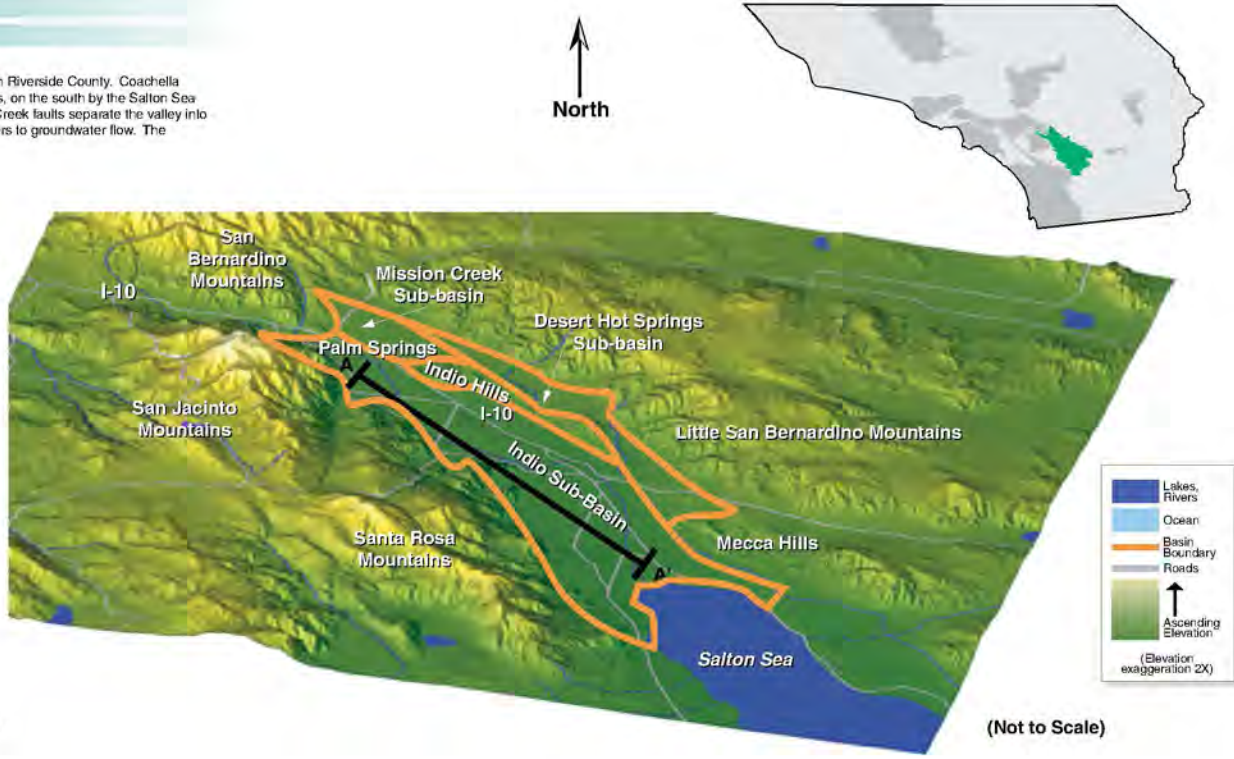 n Riverside County. Coachella
s, on the south by the Salton Sea
Creek faults separate the valley into
rs to groundwater flow. The
North
San
Bernardino
Mountains
I-10
Mission Creek
Sub-basin
Desert Hot Springs
Sub-basin
Palm Springs
A
Indio Hills
I-10
San Jacinto
Mountains
Little San Bernardino Mountains
Indio Sub-Basin
Santa Rosa
Mountains
Mecca Hills
A'
Salton Sea
Lakes,
Rivers
Ocean
Basin
Boundary
Roads
Ascending
Elevation
(Elevation
exaggeration 2X)
(Not to Scale)